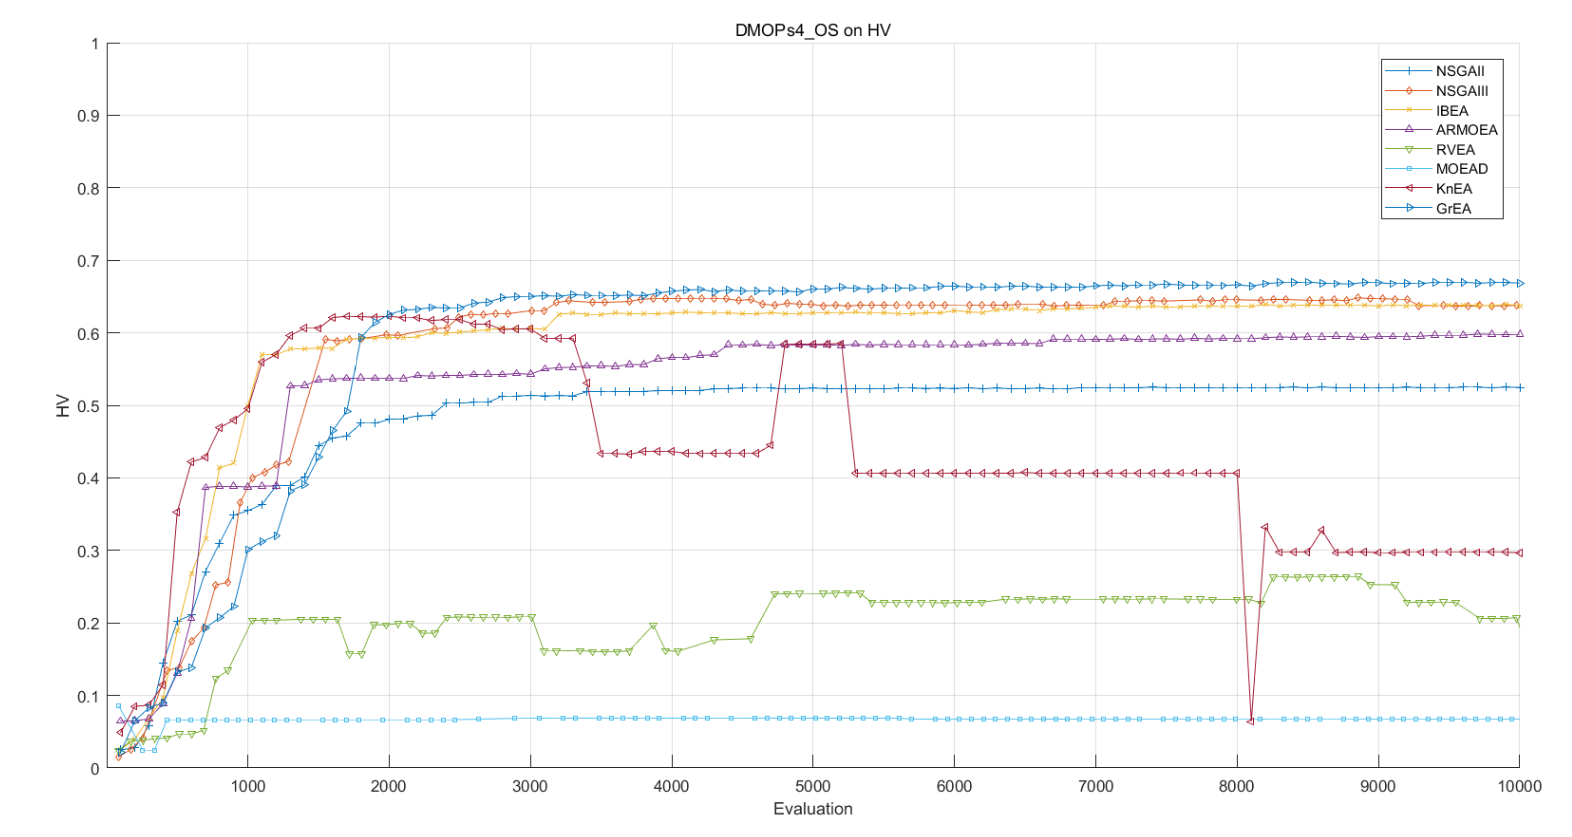 DMOPs4_OS on HV
1
0.9
0.8
0.7
0.6
0.5
0.4
0.3
0.2
0.1
0
HV
NSGAII
NSGAIII
IBEA
ARMOEA
RVEA
MOEAD
KnEA
GrEA
1000 2000 3000 4000 5000 6000 7000 8000 9000 10000
Evaluation